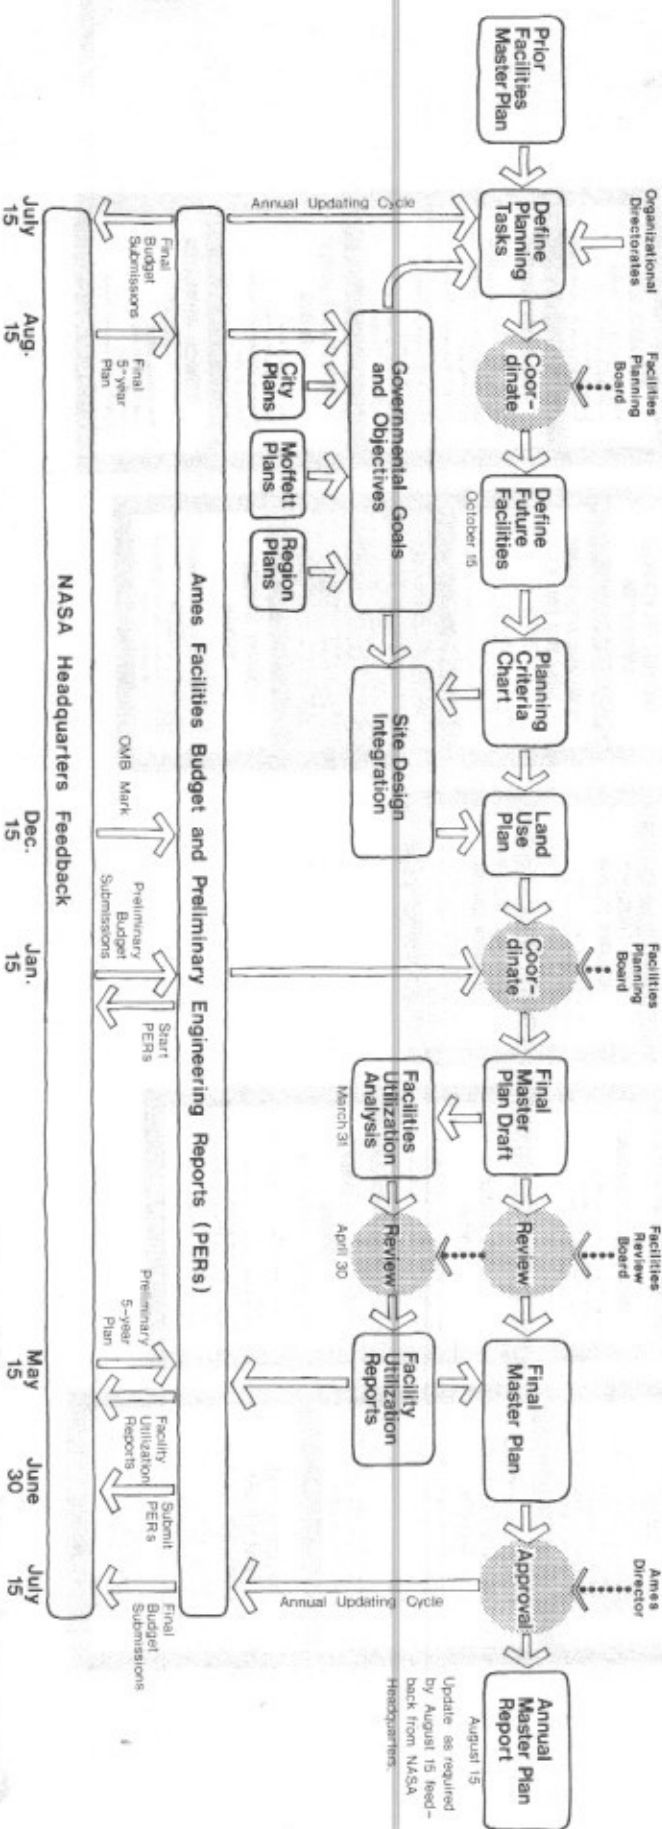 Organizational
Directorates
Facilities
Planning
Board
Facilities
Planning
Board
Facilities
Review
Board
Ames
Director
Prior
Facilities
Master Plan
Define
Planning
Tasks
Coor-
dinate
Define
Future
Facilities
October 15
Planning
Criteria
Chart
Land
Use
Plan
Coor-
dinate
Final
Master
Plan Draft
Review
Final
Master Plan
Approval
Annual
Master Plan
Report
August 15
Update as required
by August 15 feed-
back from NASA
Headquarters.
Annual Updating Cycle
Governmental Goals
and Objectives
Site Design
Integration
Facilities
Utilization
Analysis
March 31
Review
April 30
Facility
Utilization
Reports
Annual Updating Cycle
City
Plans
Moffett
Plans
Region
Plans
Ames Facilities Budget and Preliminary Engineering Reports (PERs)
Final
Budget
Submissions
Final
5-year
Plan
OMB Mark
Preliminary
Budget
Submissions
Start
PERs
Preliminary
5-year
Plan
Facility
Utilization
Reports
Submit
PERs
Final
Budget
Submissions
NASA Headquarters Feedback
July
15
Aug.
15
Dec.
15
Jan.
15
May
15
June
30
July
15